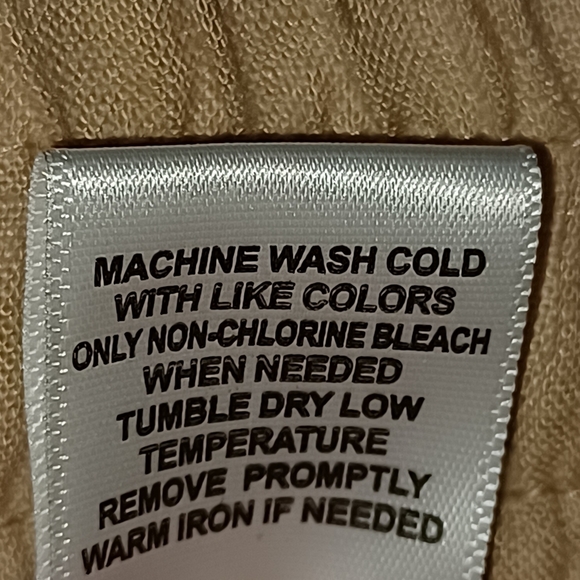 MACHINE WASH COLD
WITH LIKE COLORS
ONLY NON-CHLORINE BLEACH
WHEN NEEDED
TUMBLE DRY LOW
TEMPERATURE
REMOVE PROMPTLY
WARM IRON IF NEEDED